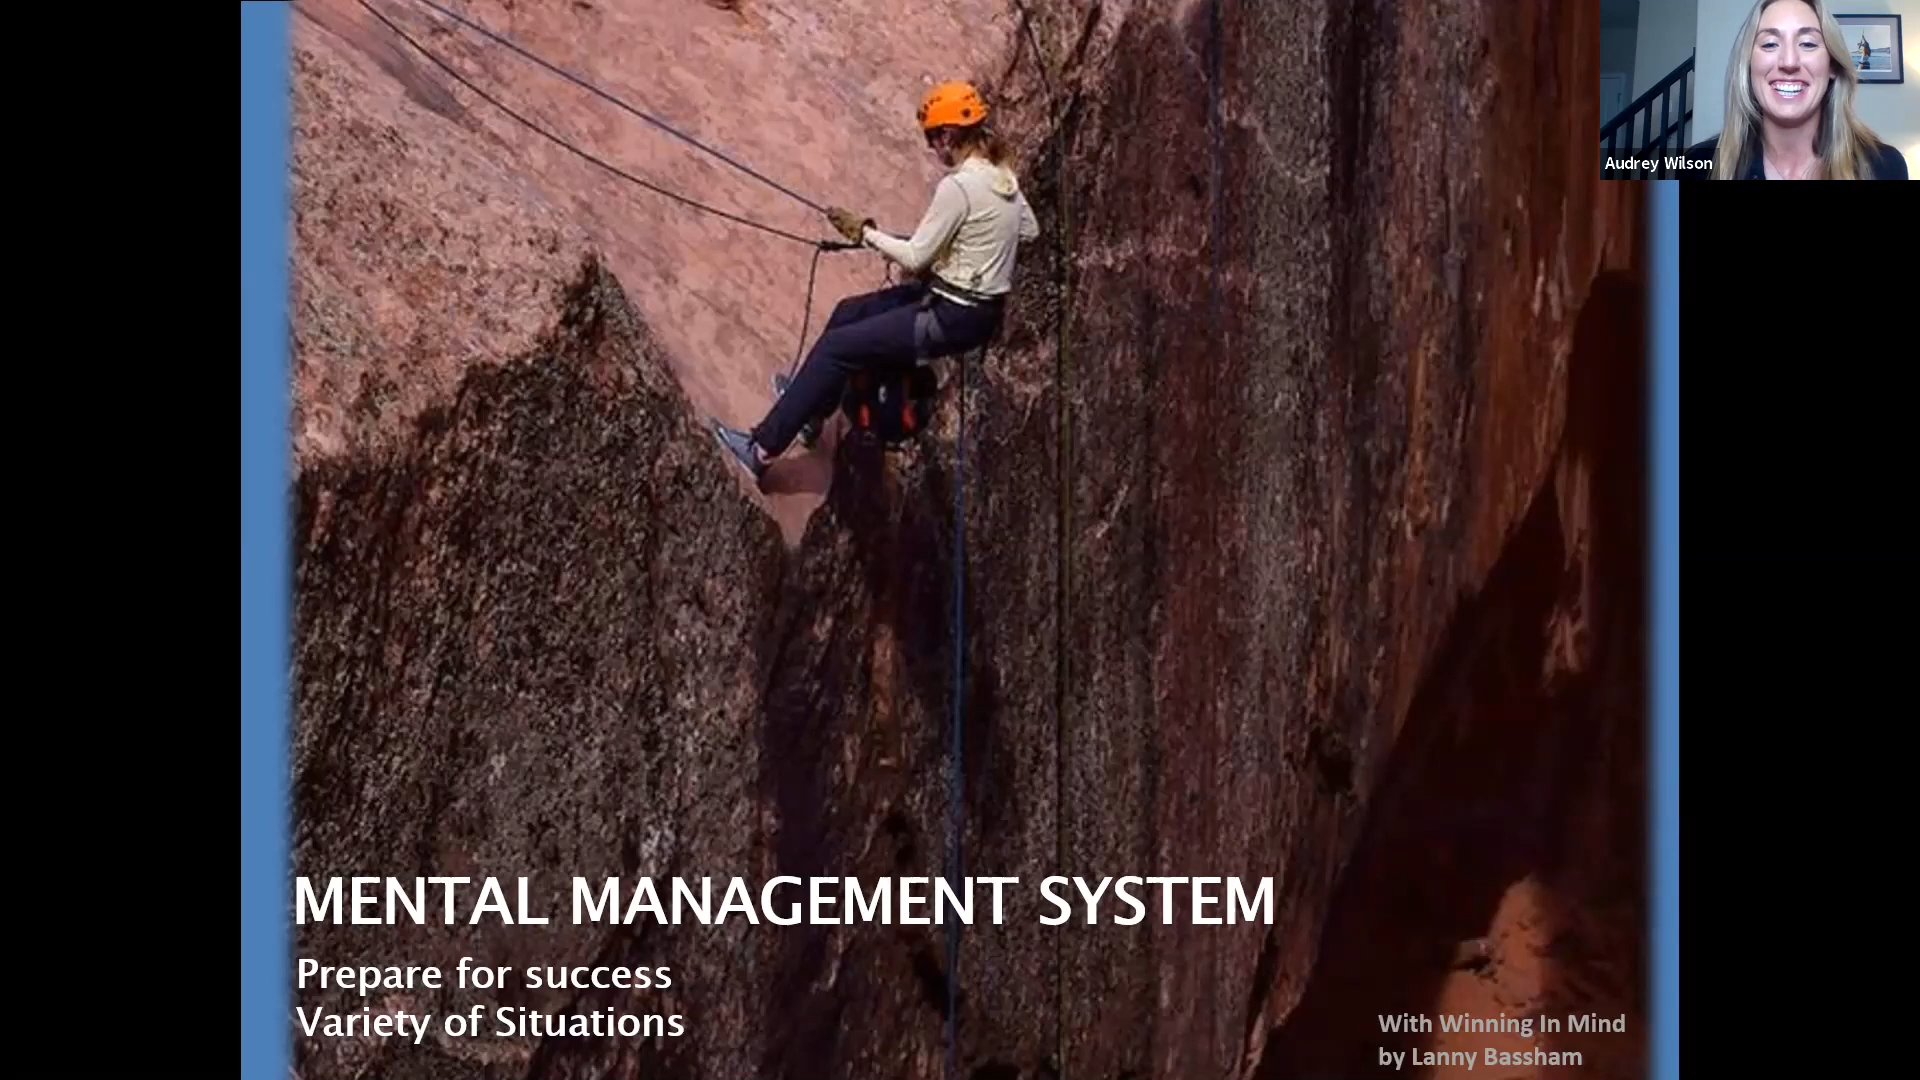 Audrey Wilson
MENTAL MANAGEMENT SYSTEM
Prepare for success
Variety of Situations
With Winning In Mind
by Lanny Bassham